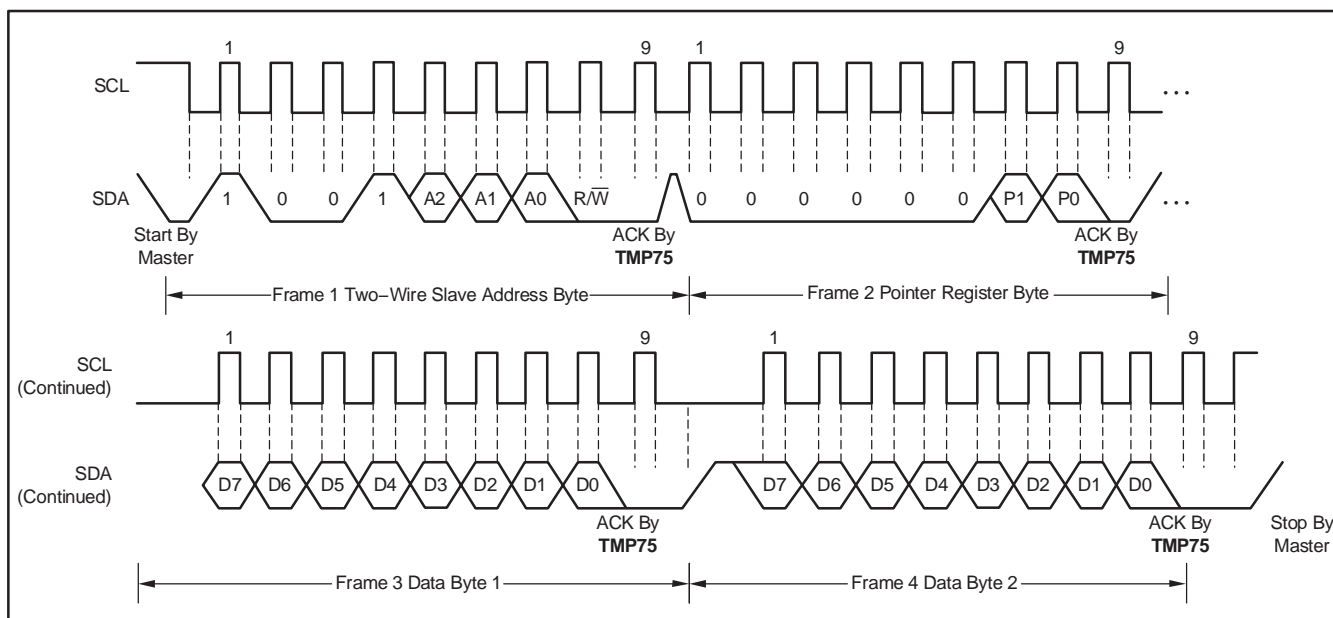 1 9 1 9
SCL ...
SDA 1 0 0 1 A2 A1 A0 R/W̅ 0 0 0 0 0 0 P1 P0 ...
Start By Master
ACK By TMP75
ACK By TMP75
Frame 1 Two−Wire Slave Address Byte
Frame 2 Pointer Register Byte
1 9 1 9
SCL (Continued)
SDA (Continued) D7 D6 D5 D4 D3 D2 D1 D0 D7 D6 D5 D4 D3 D2 D1 D0
ACK By TMP75
ACK By TMP75
Stop By Master
Frame 3 Data Byte 1
Frame 4 Data Byte 2